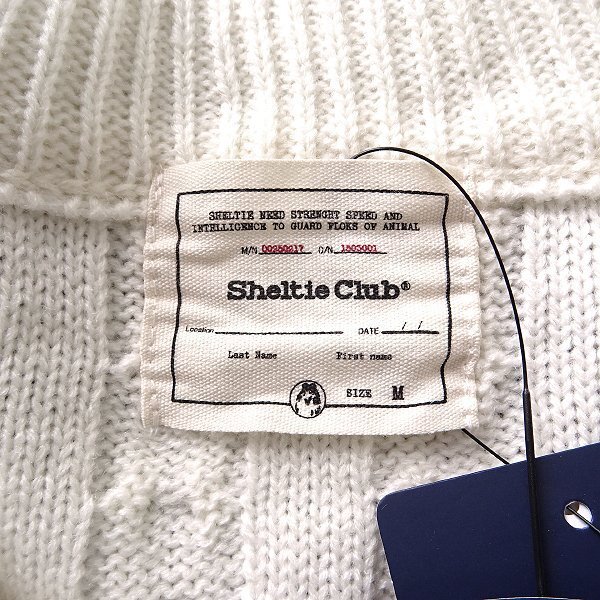 SHELTIE NEED STRENGHT SPEED AND
INTELLIGENCE TO GUARD FLOKS OF ANIMAL
M/N. 00250217 C/N. 1503001
Sheltie Club®
Location DATE / /
Last Name First name
SIZE M